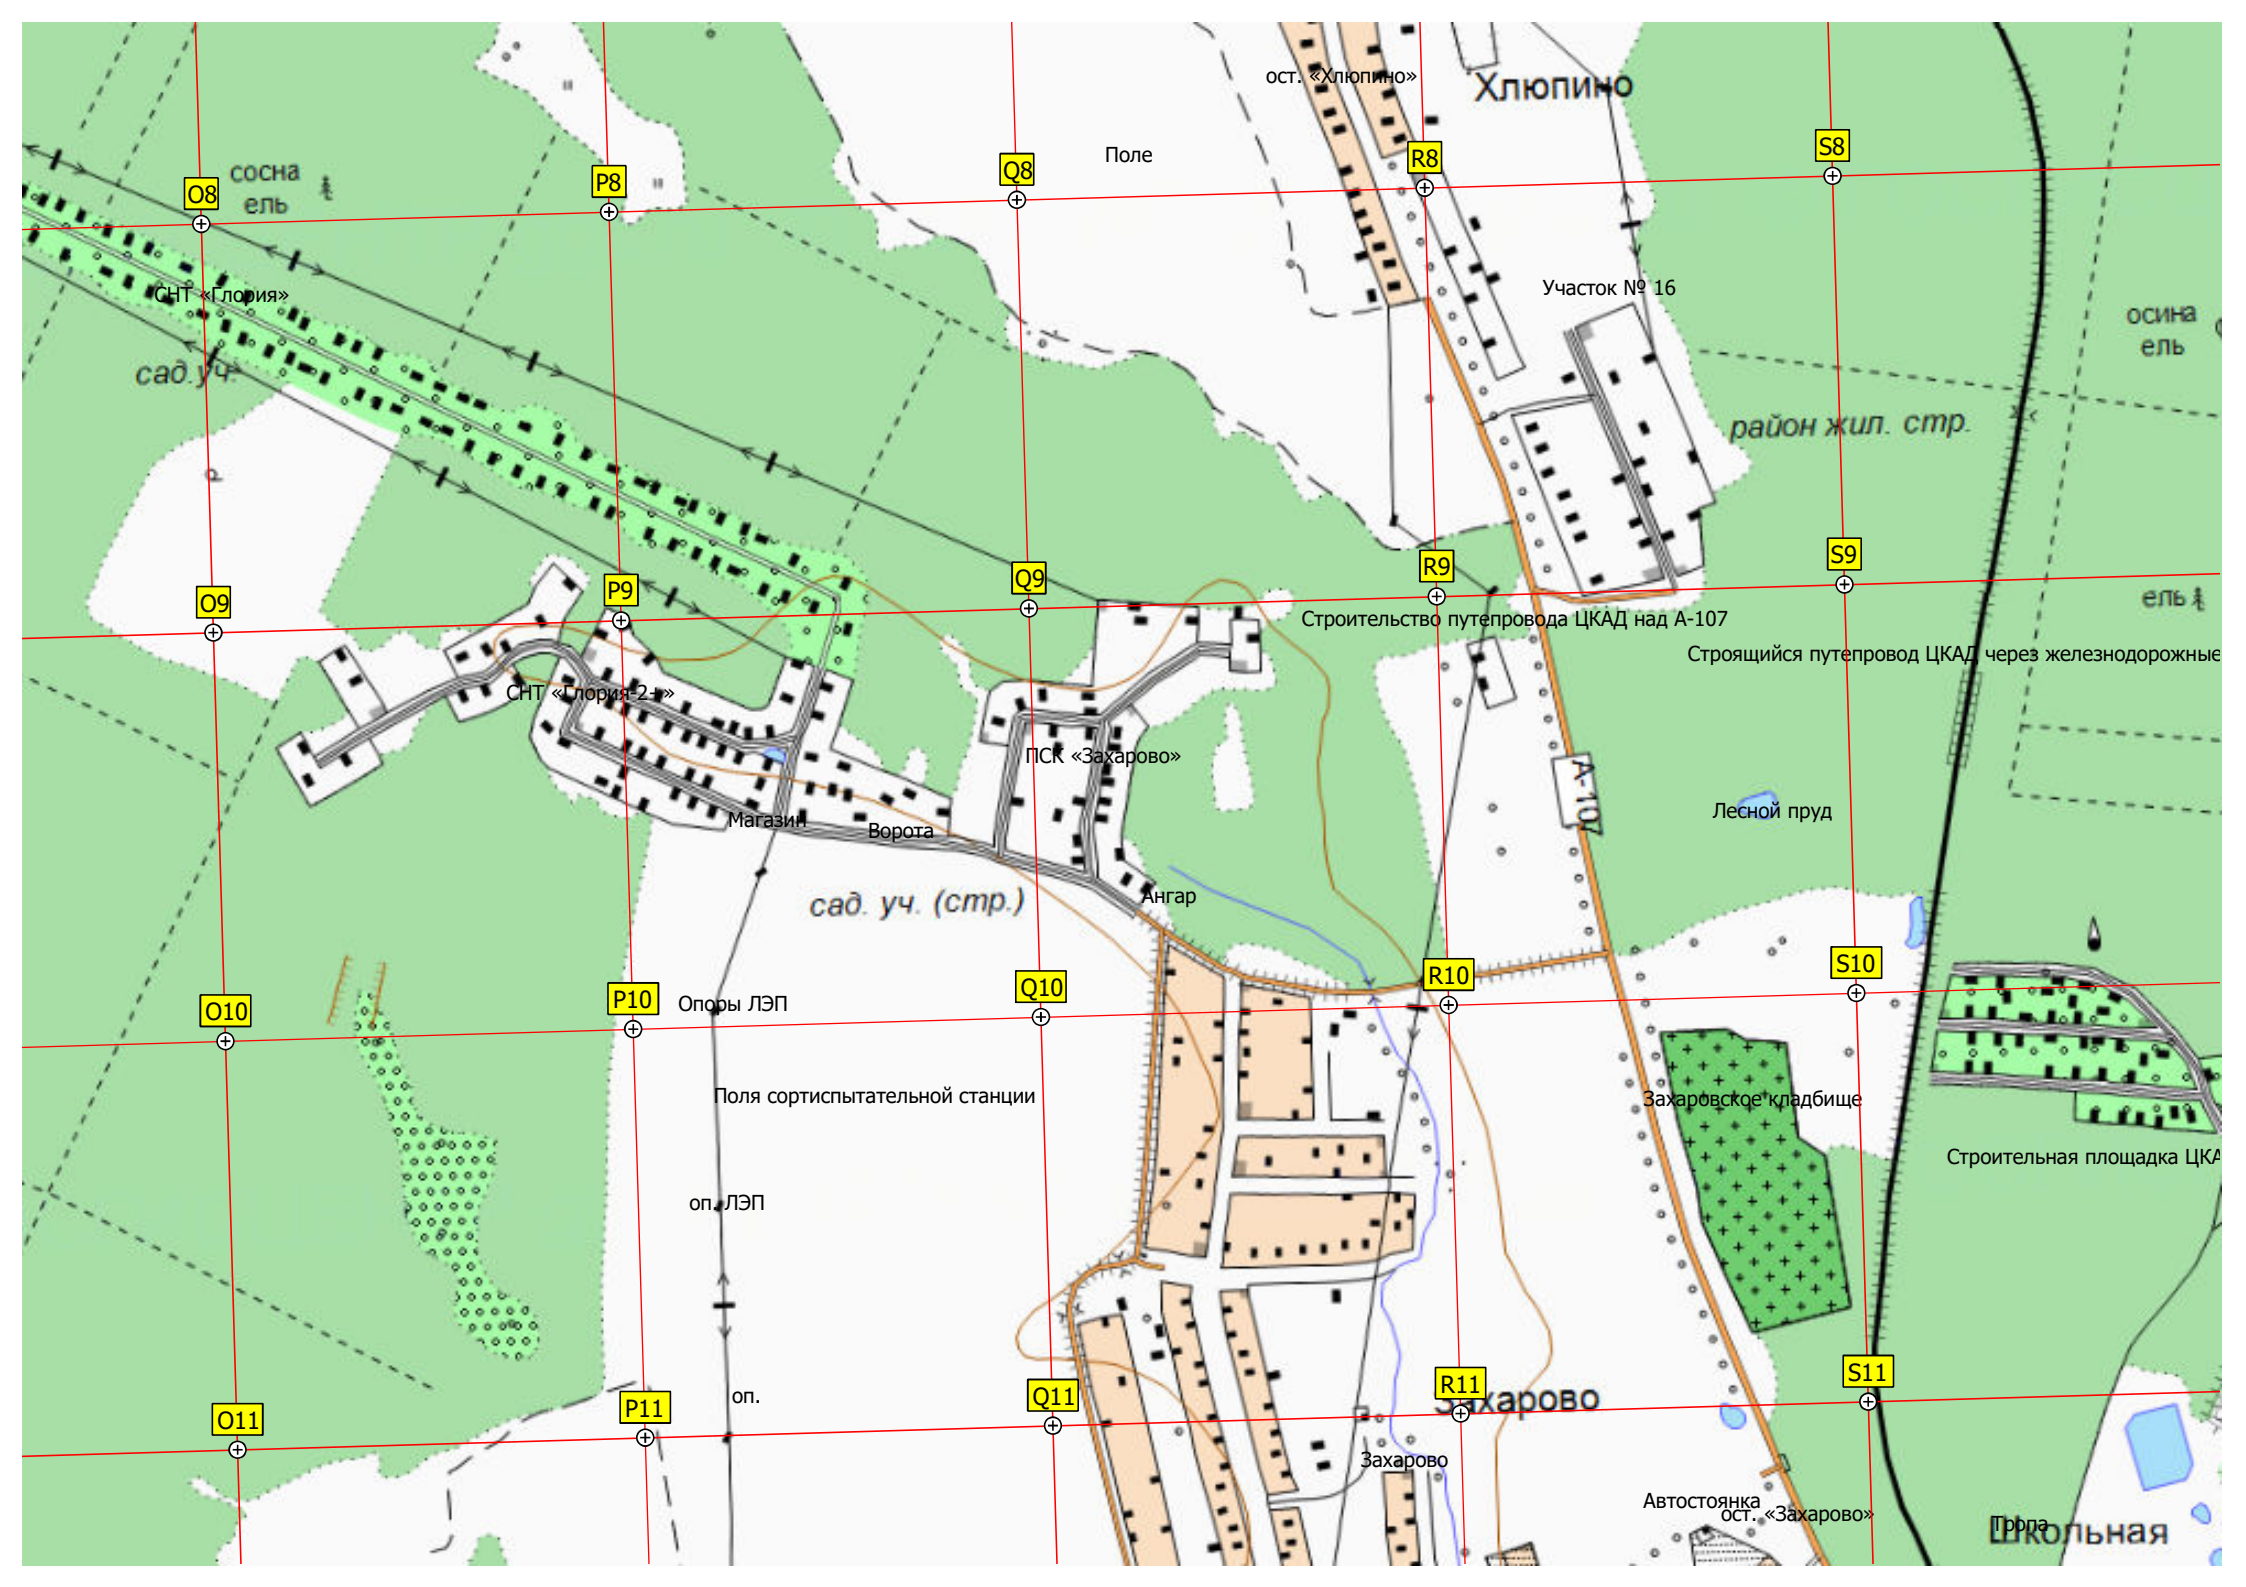 ост. «Хлюпино»
Хлюпино
Поле
S8
R8
Q8
P8
O8
сосна
ель
Участок № 16
СНТ «Глория»
осина
ель
сад.уч.
район жил. стр.
Р
S9
R9
Q9
P9
O9
ель
Строительство путепровода ЦКАД над А-107
Строящийся путепровод ЦКАД через железнодорожные
СНТ «Глория-2+»
ПСК «Захарово»
А-107
Лесной пруд
Магазин
Ворота
Ангар
сад. уч. (стр.)
S10
R10
Q10
P10
O10
Опоры ЛЭП
Поля сортиспытательной станции
Захаровское кладбище
Строительная площадка ЦКА
оп. ЛЭП
оп.
S11
R11
Q11
P11
O11
Захарово
Захарово
Автостоянка
ост. «Захарово»
Тропа
Школьная